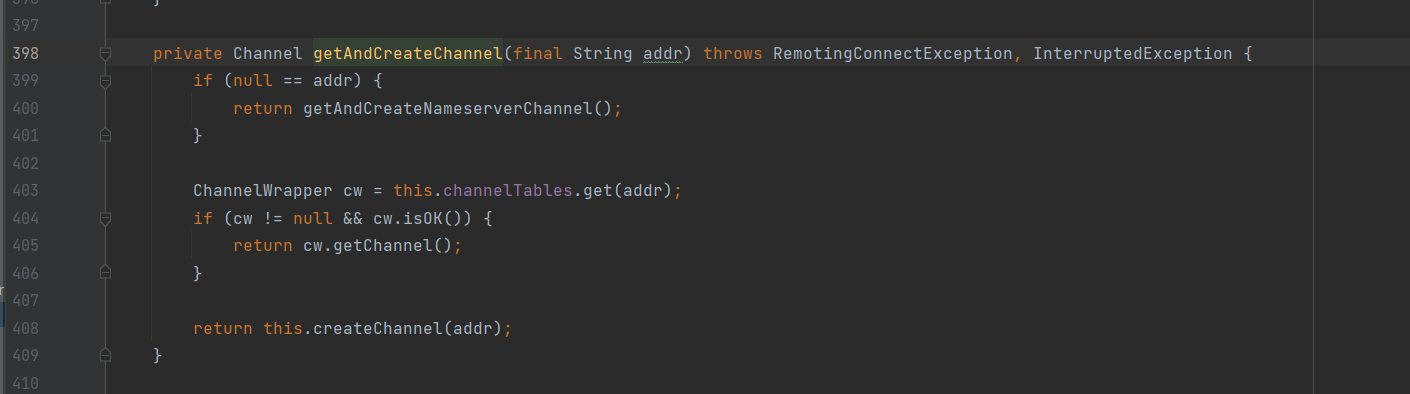 397
398 private Channel getAndCreateChannel(final String addr) throws RemotingConnectException, InterruptedException {
399 if (null == addr) {
400 return getAndCreateNameserverChannel();
401 }
402
403 ChannelWrapper cw = this.channelTables.get(addr);
404 if (cw != null && cw.isOK()) {
405 return cw.getChannel();
406 }
407
408 return this.createChannel(addr);
409 }
410